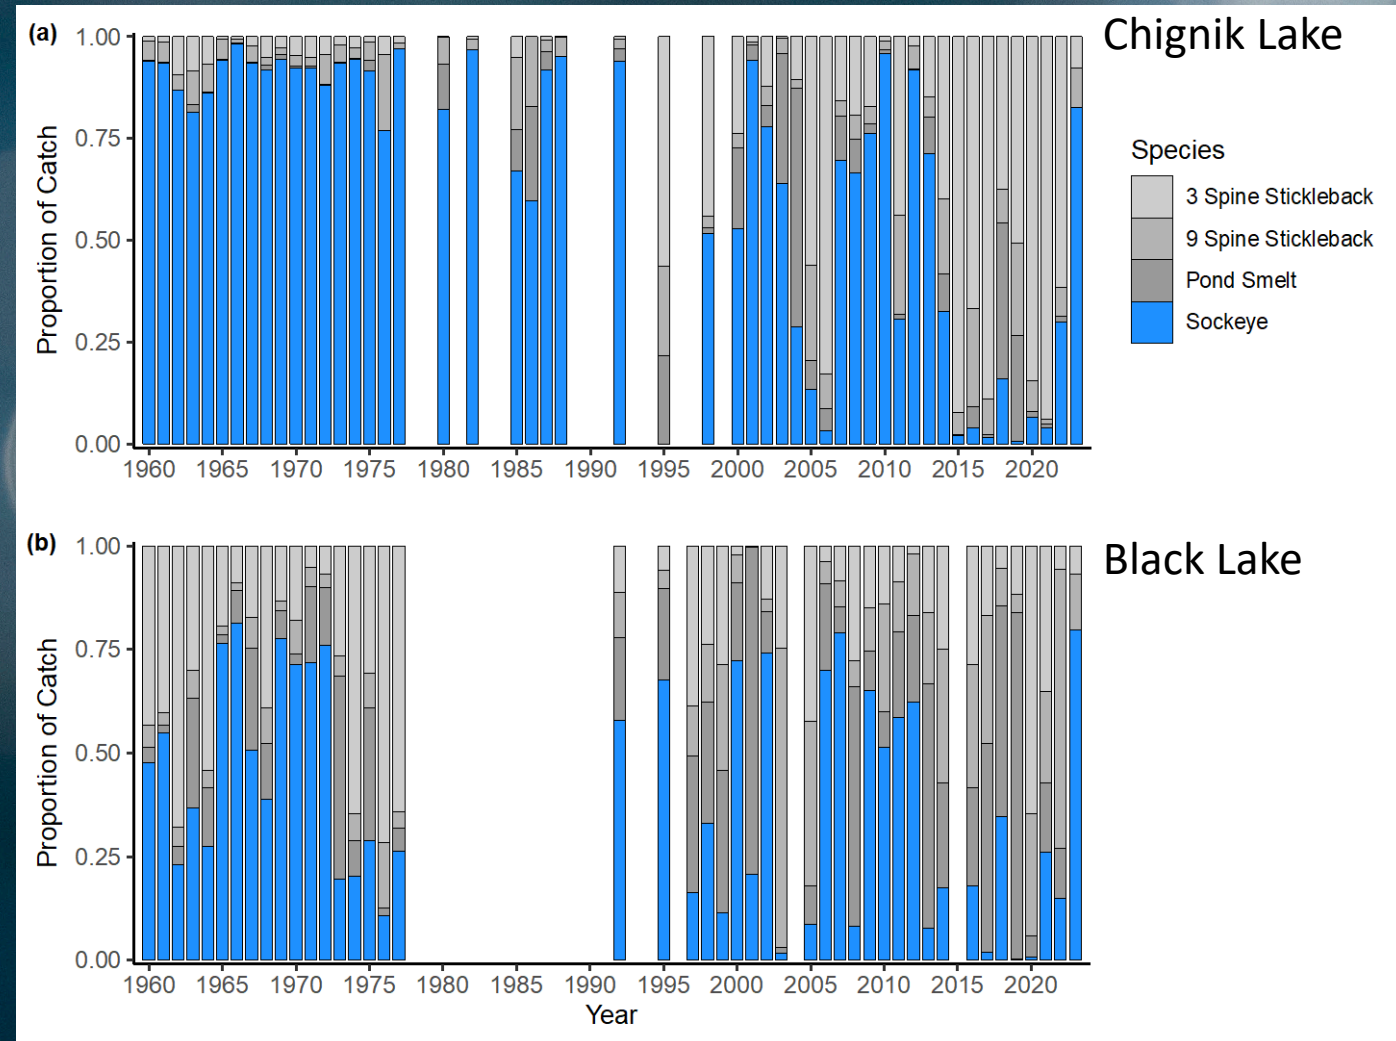 (a)
Chignik Lake
1.00
0.75
0.50
0.25
0.00
Proportion of Catch
1960 1965 1970 1975 1980 1985 1990 1995 2000 2005 2010 2015 2020
Species
3 Spine Stickleback
9 Spine Stickleback
Pond Smelt
Sockeye
(b)
Black Lake
1.00
0.75
0.50
0.25
0.00
Proportion of Catch
1960 1965 1970 1975 1980 1985 1990 1995 2000 2005 2010 2015 2020
Year